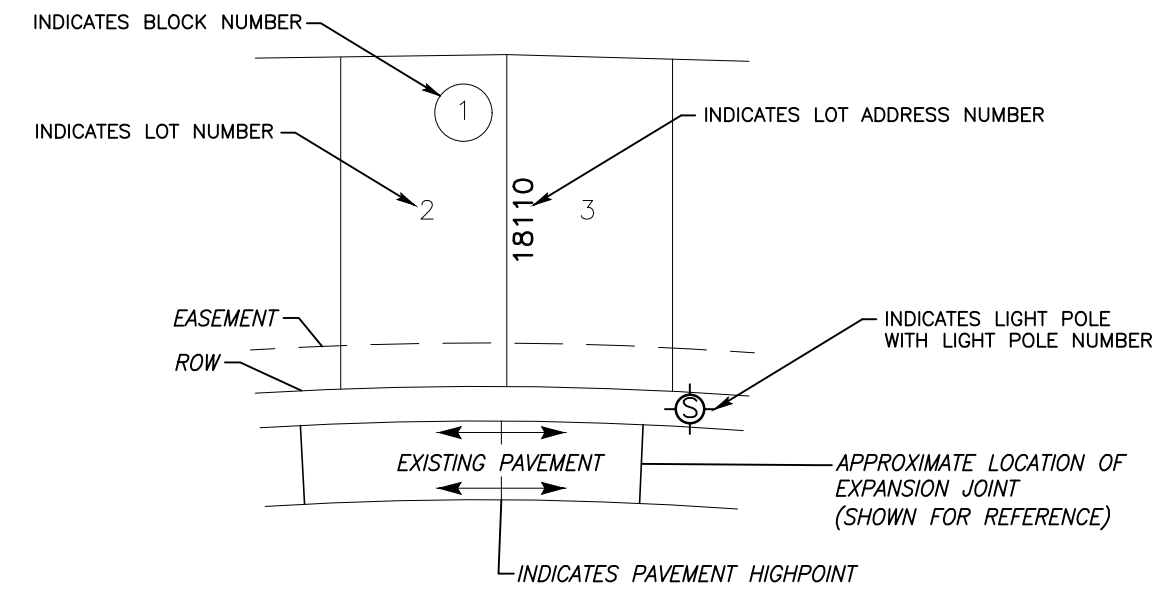 INDICATES BLOCK NUMBER
1
INDICATES LOT NUMBER
INDICATES LOT ADDRESS NUMBER
2
18110
3
EASEMENT
ROW
INDICATES LIGHT POLE
WITH LIGHT POLE NUMBER
S
EXISTING PAVEMENT
APPROXIMATE LOCATION OF
EXPANSION JOINT
(SHOWN FOR REFERENCE)
INDICATES PAVEMENT HIGHPOINT